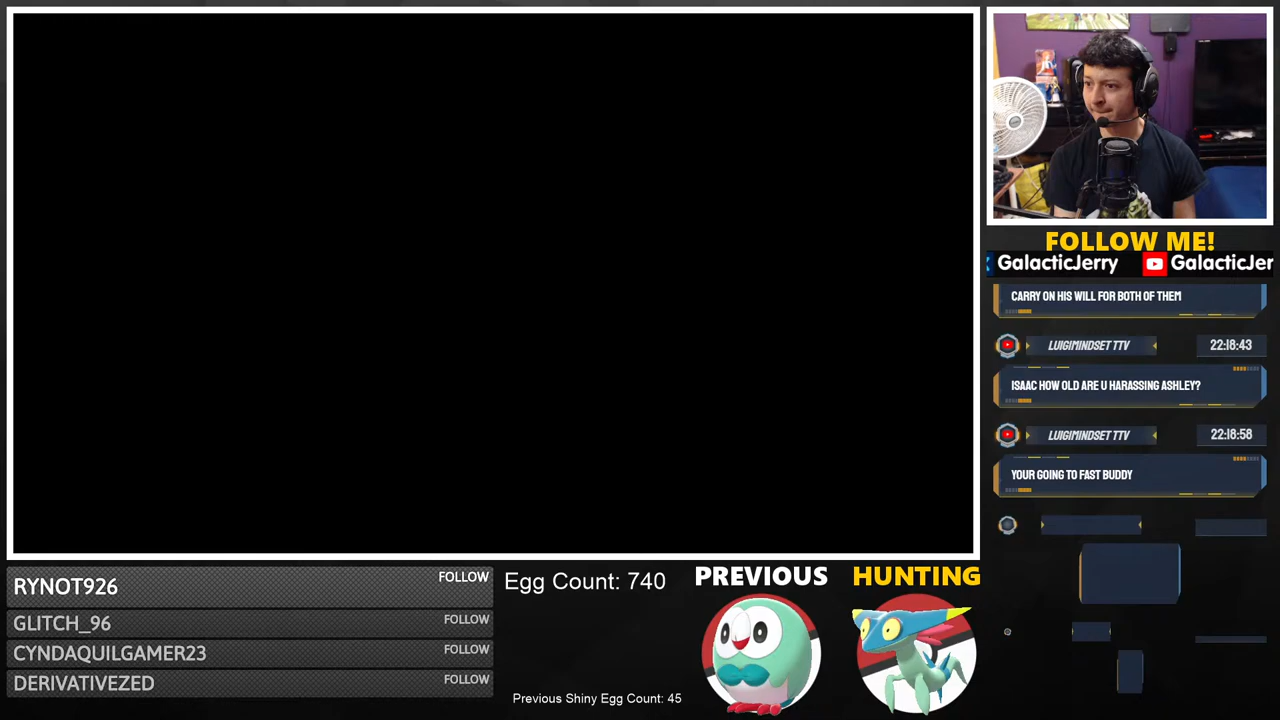 FOLLOW ME!
GalacticJerry GalacticJer
CARRY ON HIS WILL FOR BOTH OF THEM
LUIGIMINDSET TTV 22:18:43
ISAAC HOW OLD ARE U HARASSING ASHLEY?
LUIGIMINDSET TTV 22:18:58
YOUR GOING TO FAST BUDDY
RYNOT926 FOLLOW
GLITCH_96 FOLLOW
CYNDAQUILGAMER23 FOLLOW
DERIVATIVEZED FOLLOW
Egg Count: 740
PREVIOUS HUNTING
Previous Shiny Egg Count: 45